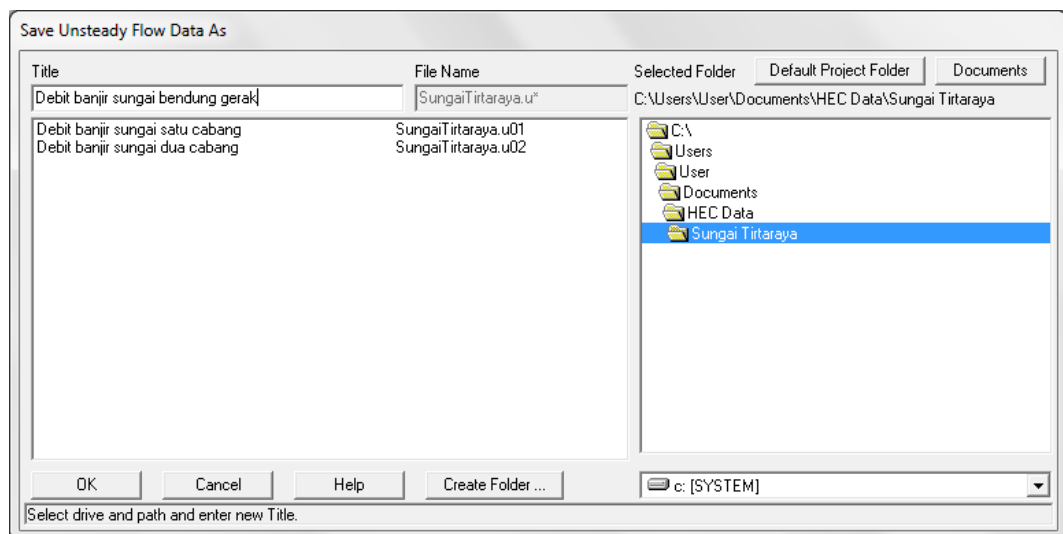 Save Unsteady Flow Data As
Title
File Name
Selected Folder
Default Project Folder
Documents
Debit banjir sungai bendung gerak
SungaiTirtaraya.u*
C:\Users\User\Documents\HEC Data\Sungai Tirtaraya
Debit banjir sungai satu cabang SungaiTirtaraya.u01
Debit banjir sungai dua cabang SungaiTirtaraya.u02
C:\
Users
User
Documents
HEC Data
Sungai Tirtaraya
OK
Cancel
Help
Create Folder ...
c: [SYSTEM]
Select drive and path and enter new Title.